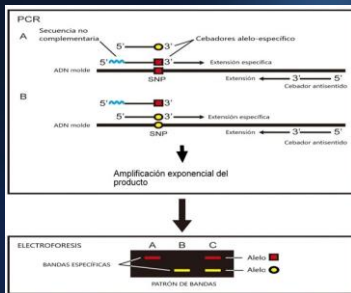 PCR
A
Secuencia no
complementaria
Cebadores alelo-específico
5' 3'
5' 3' Extensión específica
ADN molde
SNP
Extensión 3' 5'
Cebador antisentido
B
5' 3'
5' 3' Extensión específica
ADN molde
SNP
Extensión 3' 5'
Cebador antisentido
Amplificación exponencial del
producto
ELECTROFORESIS
A B C
BANDAS ESPECÍFICAS
Alelo
Alelo
PATRÓN DE BANDAS